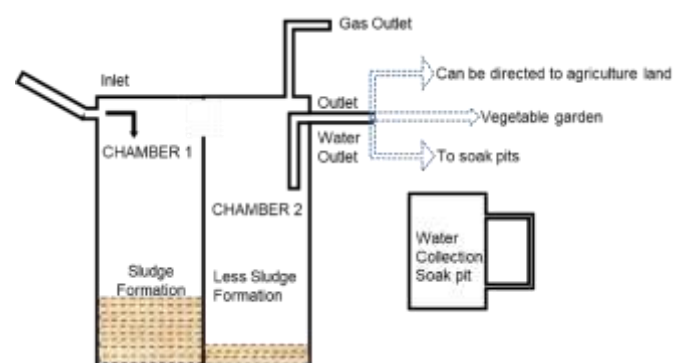 Gas Outlet
Inlet
Can be directed to agriculture land
Outlet
Vegetable garden
Water
Outlet
To soak pits
CHAMBER 1
CHAMBER 2
Water
Collection
Soak pit
Sludge
Formation
Less Sludge
Formation